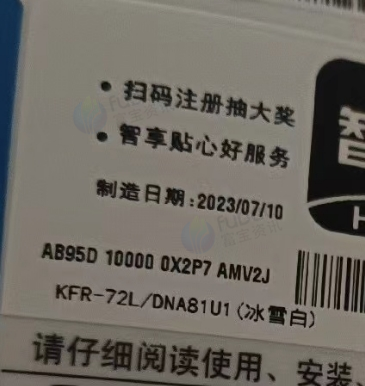 • 扫码注册抽大奖
• 智享贴心好服务
智
制造日期:2023/07/10
H
AB95D 10000 0X2P7 AMV2J
KFR-72L/DNA81U1(冰雪白)
请仔细阅读使用、安装、